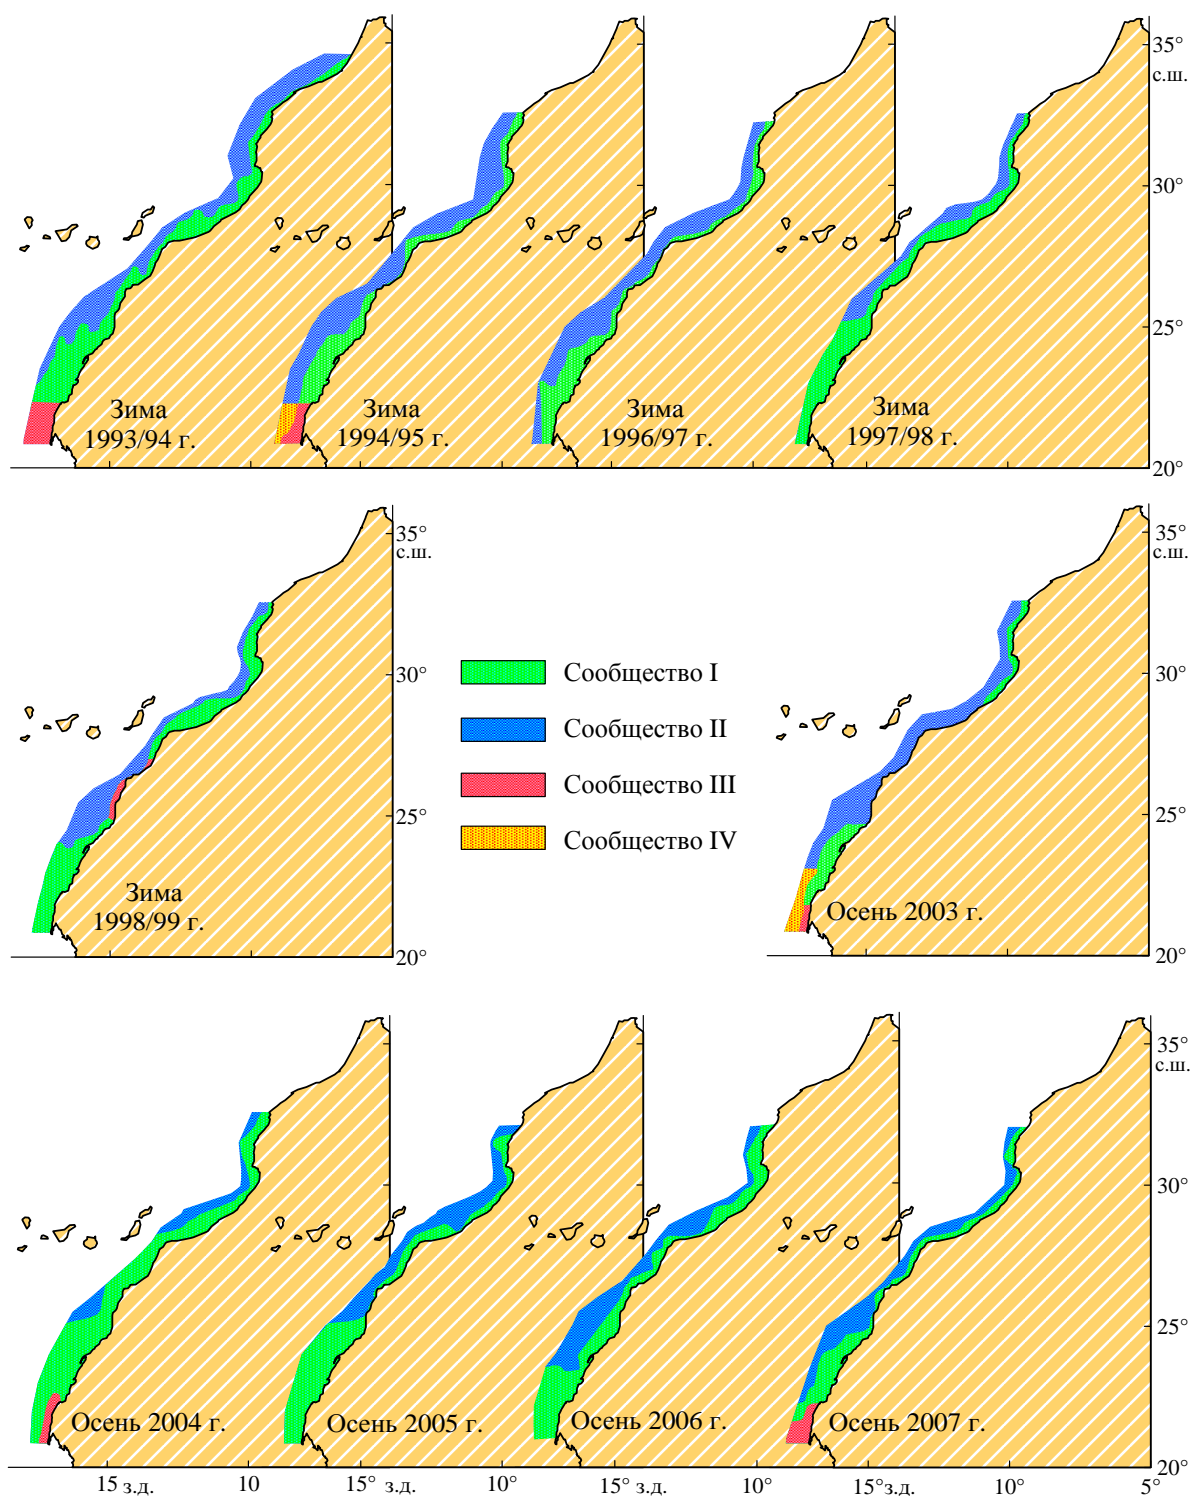 35°
с.ш.
30°
25°
Зима
1993/94 г.
Зима
1994/95 г.
Зима
1996/97 г.
Зима
1997/98 г.
20°
35°
с.ш.
30°
25°
Зима
1998/99 г.
20°
Сообщество I
Сообщество II
Сообщество III
Сообщество IV
35°
с.ш.
30°
25°
Осень 2003 г.
20°
35°
с.ш.
30°
25°
Осень 2004 г.
Осень 2005 г.
Осень 2006 г.
Осень 2007 г.
20°
15 з.д.
10
15° з.д.
10°
15° з.д.
10°
15° з.д.
10°
5°